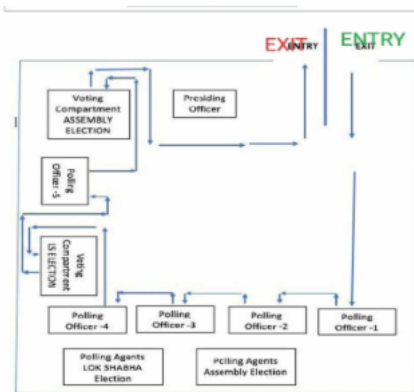 EXIT
ENTRY
ENTRY
EXIT
Voting
Compartment
ASSEMBLY
ELECTION
Presiding
Officer
Polling
Officer -5
Voting
Compartment
LS ELECTION
Polling
Officer -4
Polling
Officer -3
Polling
Officer -2
Polling
Officer -1
Polling Agents
LOK SHABHA
Election
Polling Agents
Assembly Election